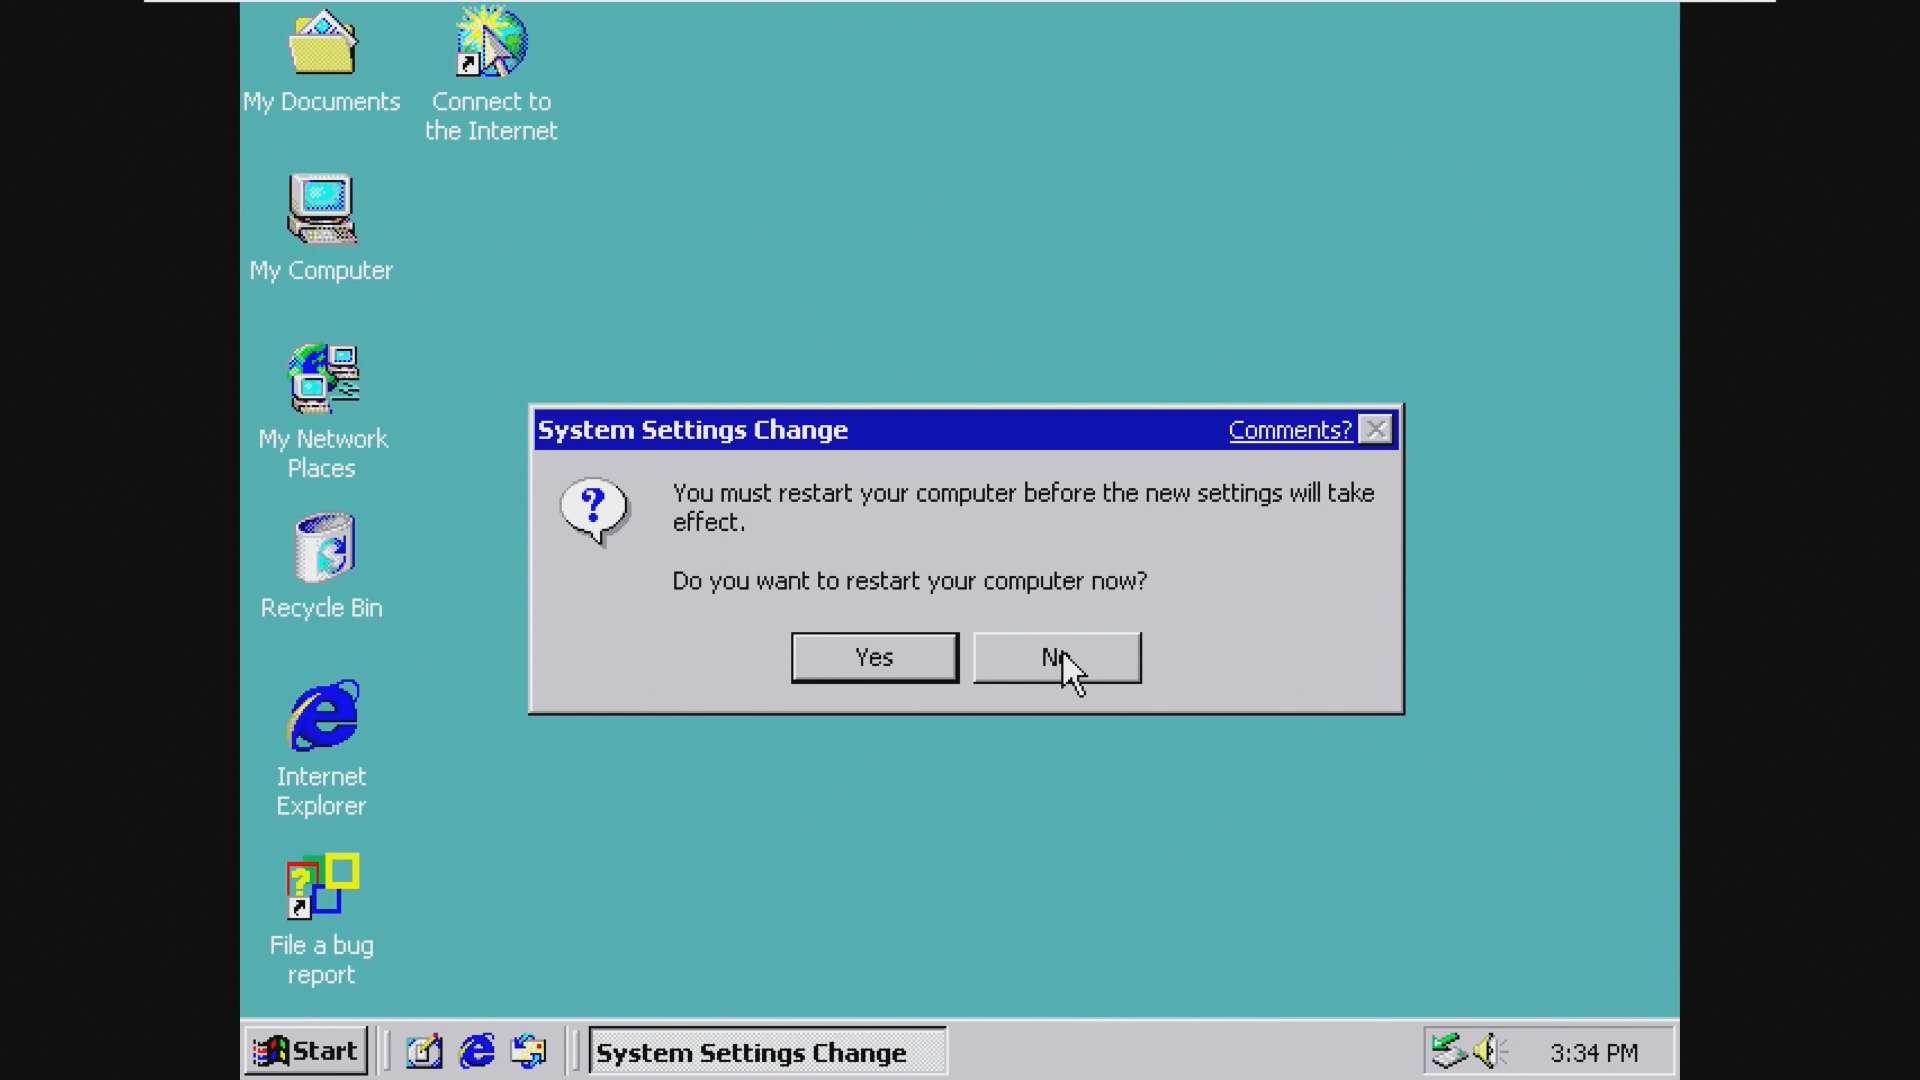 My Documents
Connect to
the Internet
My Computer
My Network
Places
Recycle Bin
Internet
Explorer
File a bug
report
System Settings Change
Comments?
You must restart your computer before the new settings will take
effect.
Do you want to restart your computer now?
Yes
No
Start
System Settings Change
3:34 PM